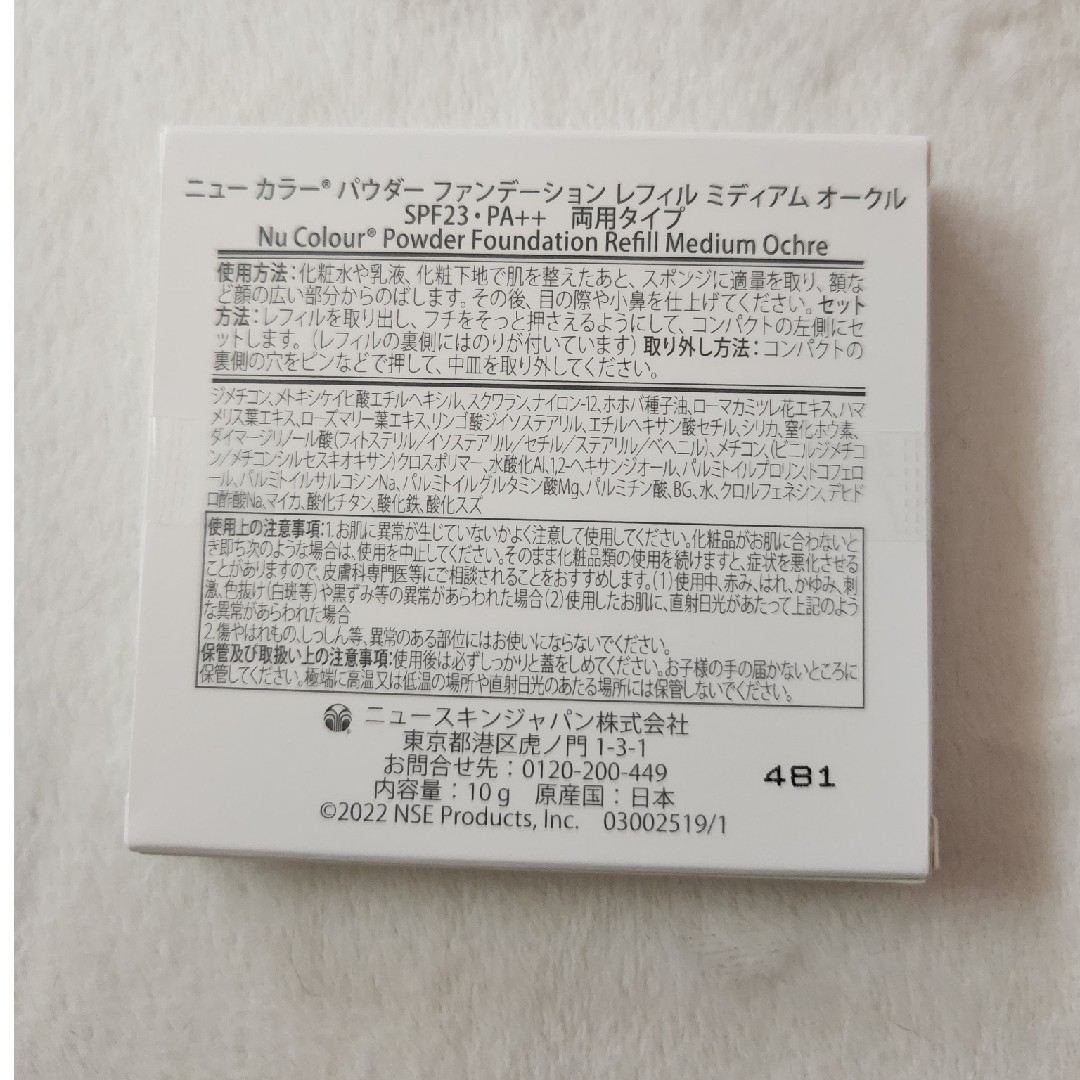 ニュー カラー® パウダー ファンデーション レフィル ミディアム オークル
SPF23・PA++　両用タイプ
Nu Colour® Powder Foundation Refill Medium Ochre
使用方法：化粧水や乳液、化粧下地で肌を整えたあと、スポンジに適量を取り、額な
ど顔の広い部分からのばします。その後、目の際や小鼻を仕上げてください。セット
方法：レフィルを取り出し、フチをそっと押さえるようにして、コンパクトの左側にセ
ットします。（レフィルの裏側にはのりが付いています）取り外し方法：コンパクトの
裏側の穴をピンなどで押して、中皿を取り外してください。
ジメチコン、メトキシケイヒ酸エチルヘキシル、スクワラン、ナイロン-12、ホホバ種子油、ローマカミツレ花エキス、ハマ
メリス葉エキス、ローズマリー葉エキス、リンゴ酸ジイソステアリル、エチルヘキサン酸セチル、シリカ、窒化ホウ素、
ダイマージリノール酸（フィトステリル／イソステアリル／セチル／ステアリル／ベヘニル）、メチコン、（ビニルジメチコ
ン／メチコンシルセスキオキサン）クロスポリマー、水酸化Al、1,2-ヘキサンジオール、パルミトイルプロリン、トコフェロ
ール、パルミトイルサルコシンNa、パルミトイルグルタミン酸Mg、パルミチン酸、BG、水、クロルフェネシン、デヒド
ロ酢酸Na、マイカ、酸化チタン、酸化鉄、酸化スズ
使用上の注意事項：1.お肌に異常が生じていないかよく注意して使用してください。化粧品がお肌に合わないと
き即ち次のような場合は、使用を中止してください。そのまま化粧品類の使用を続けますと、症状を悪化させる
ことがありますので、皮膚科専門医等にご相談されることをおすすめします。（1）使用中、赤み、はれ、かゆみ、刺
激、色抜け（白斑等）や黒ずみ等の異常があらわれた場合（2）使用したお肌に、直射日光があたって上記のよう
な異常があらわれた場合
2.傷やはれもの、しっしん等、異常のある部位にはお使いにならないでください。
保管及び取扱い上の注意事項：使用後は必ずしっかりと蓋をしめてください。お子様の手の届かないところに
保管してください。極端に高温又は低温の場所や直射日光のあたる場所には保管しないでください。
ニュースキンジャパン株式会社
東京都港区虎ノ門 1-3-1
お問合せ先：0120-200-449
内容量：10 g　原産国：日本
©2022 NSE Products, Inc.　03002519/1
4B1